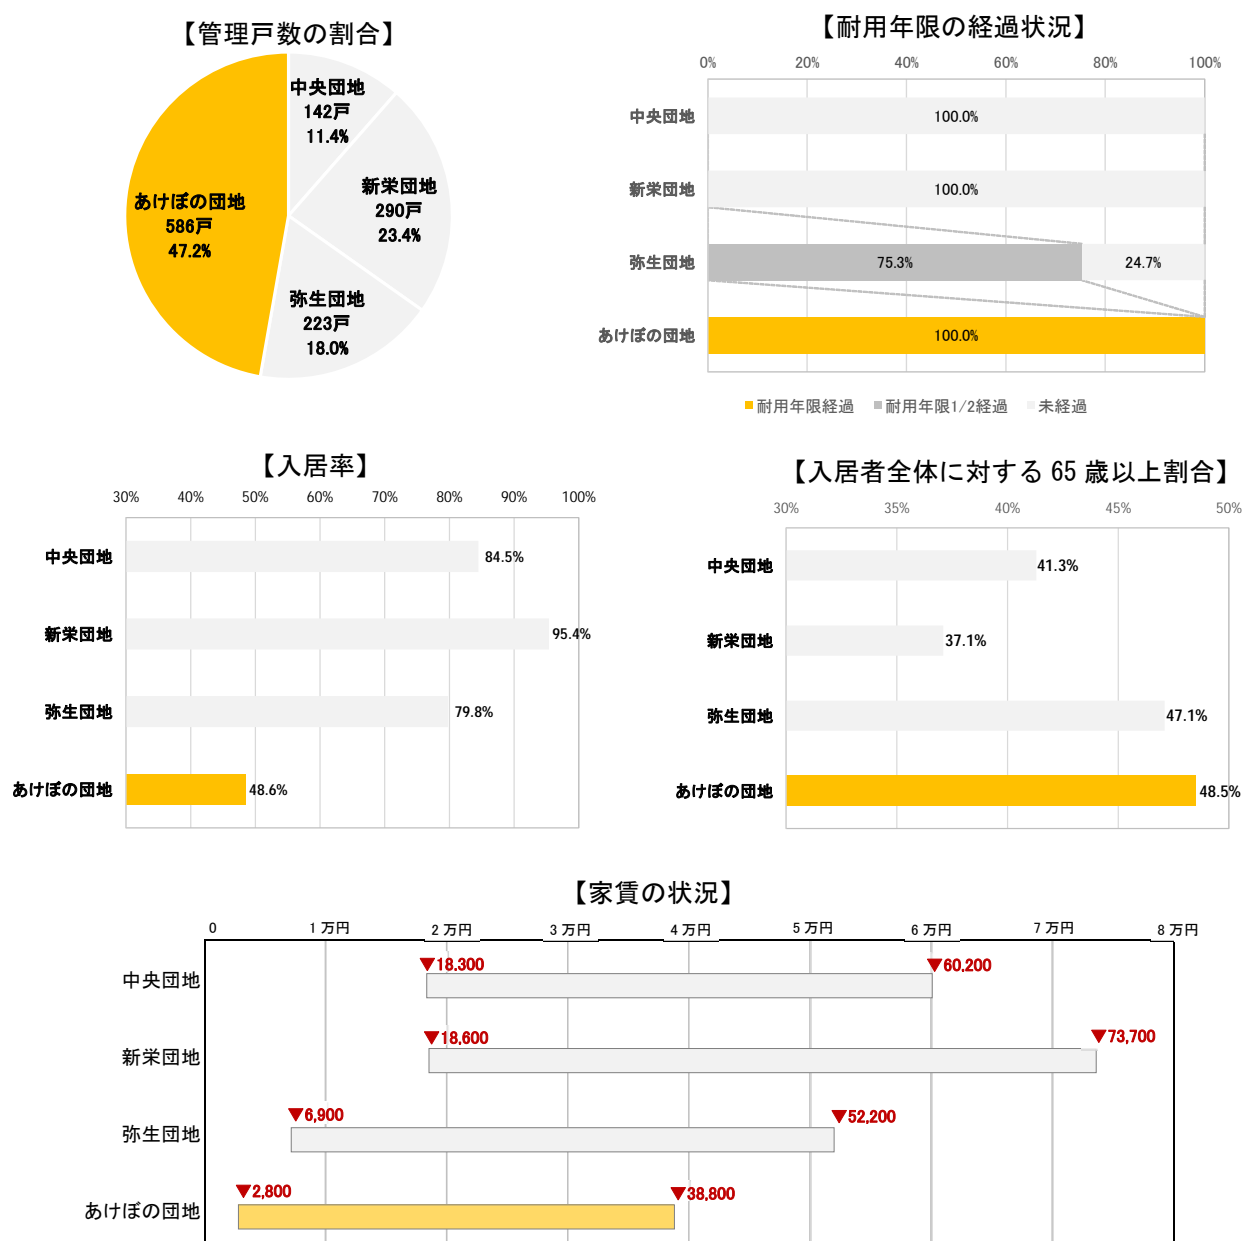 【管理戸数の割合】
中央団地
142戸
11.4%
新栄団地
290戸
23.4%
弥生団地
223戸
18.0%
あけぼの団地
586戸
47.2%
【耐用年限の経過状況】
0% 20% 40% 60% 80% 100%
中央団地 100.0%
新栄団地 100.0%
弥生団地 75.3% 24.7%
あけぼの団地 100.0%
耐用年限経過 耐用年限1/2経過 未経過
【入居率】
30% 40% 50% 60% 70% 80% 90% 100%
中央団地 84.5%
新栄団地 95.4%
弥生団地 79.8%
あけぼの団地 48.6%
【入居者全体に対する 65 歳以上割合】
30% 35% 40% 45% 50%
中央団地 41.3%
新栄団地 37.1%
弥生団地 47.1%
あけぼの団地 48.5%
【家賃の状況】
0 1万円 2万円 3万円 4万円 5万円 6万円 7万円 8万円
中央団地 ▼18,300 ▼60,200
新栄団地 ▼18,600 ▼73,700
弥生団地 ▼6,900 ▼52,200
あけぼの団地 ▼2,800 ▼38,800